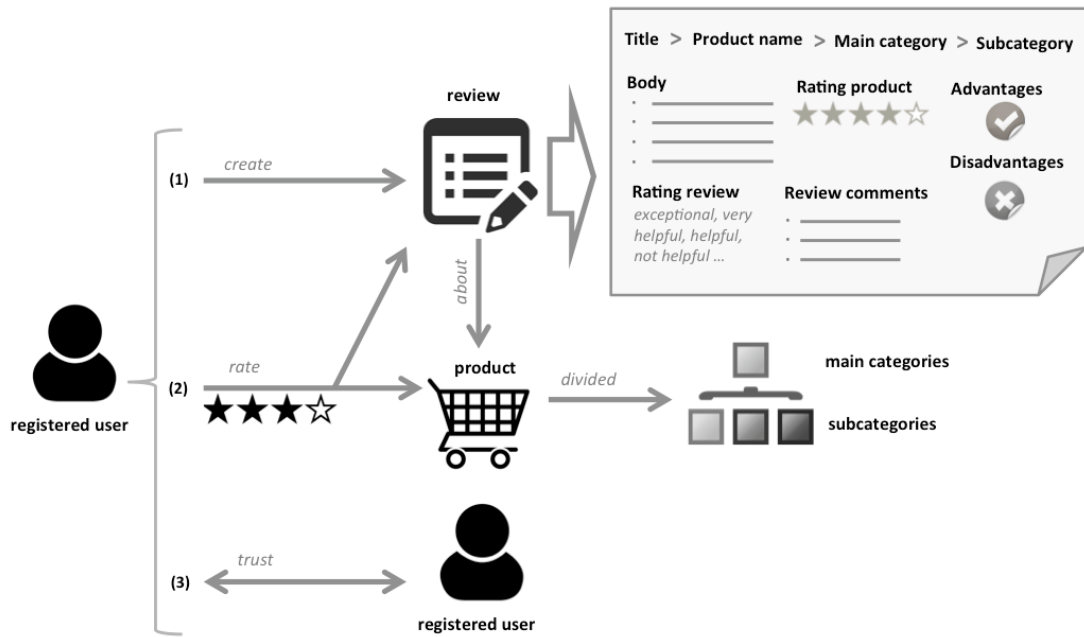 Title > Product name > Main category > Subcategory
Body
Rating product
Advantages
Disadvantages
Rating review
exceptional, very
helpful, helpful,
not helpful ...
Review comments
review
(1)
create
about
(2)
rate
product
divided
main categories
subcategories
registered user
(3)
trust
registered user